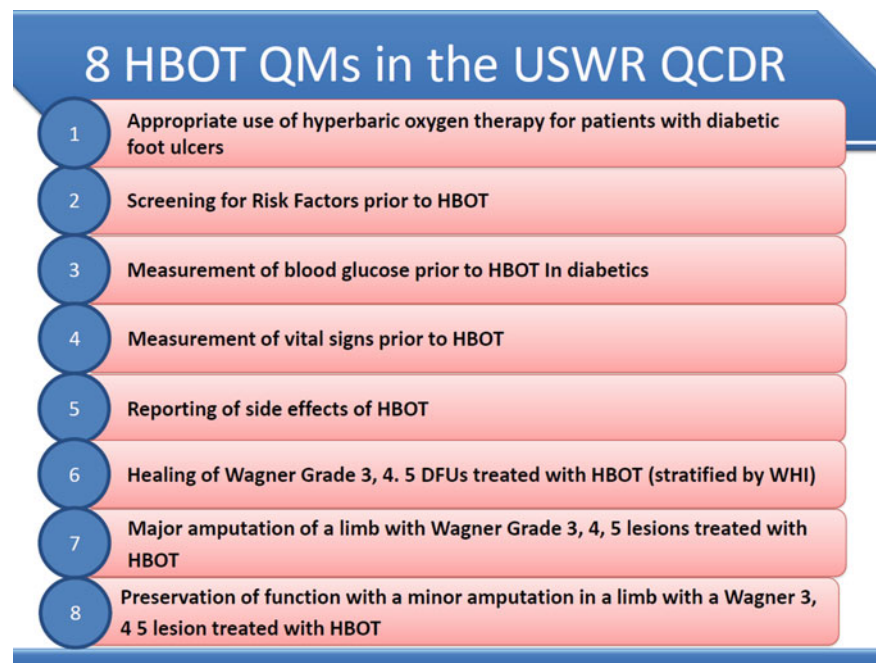 8 HBOT QMs in the USWR QCDR
1
Appropriate use of hyperbaric oxygen therapy for patients with diabetic
foot ulcers
2
Screening for Risk Factors prior to HBOT
3
Measurement of blood glucose prior to HBOT In diabetics
4
Measurement of vital signs prior to HBOT
5
Reporting of side effects of HBOT
6
Healing of Wagner Grade 3, 4. 5 DFUs treated with HBOT (stratified by WHI)
7
Major amputation of a limb with Wagner Grade 3, 4, 5 lesions treated with
HBOT
8
Preservation of function with a minor amputation in a limb with a Wagner 3,
4 5 lesion treated with HBOT